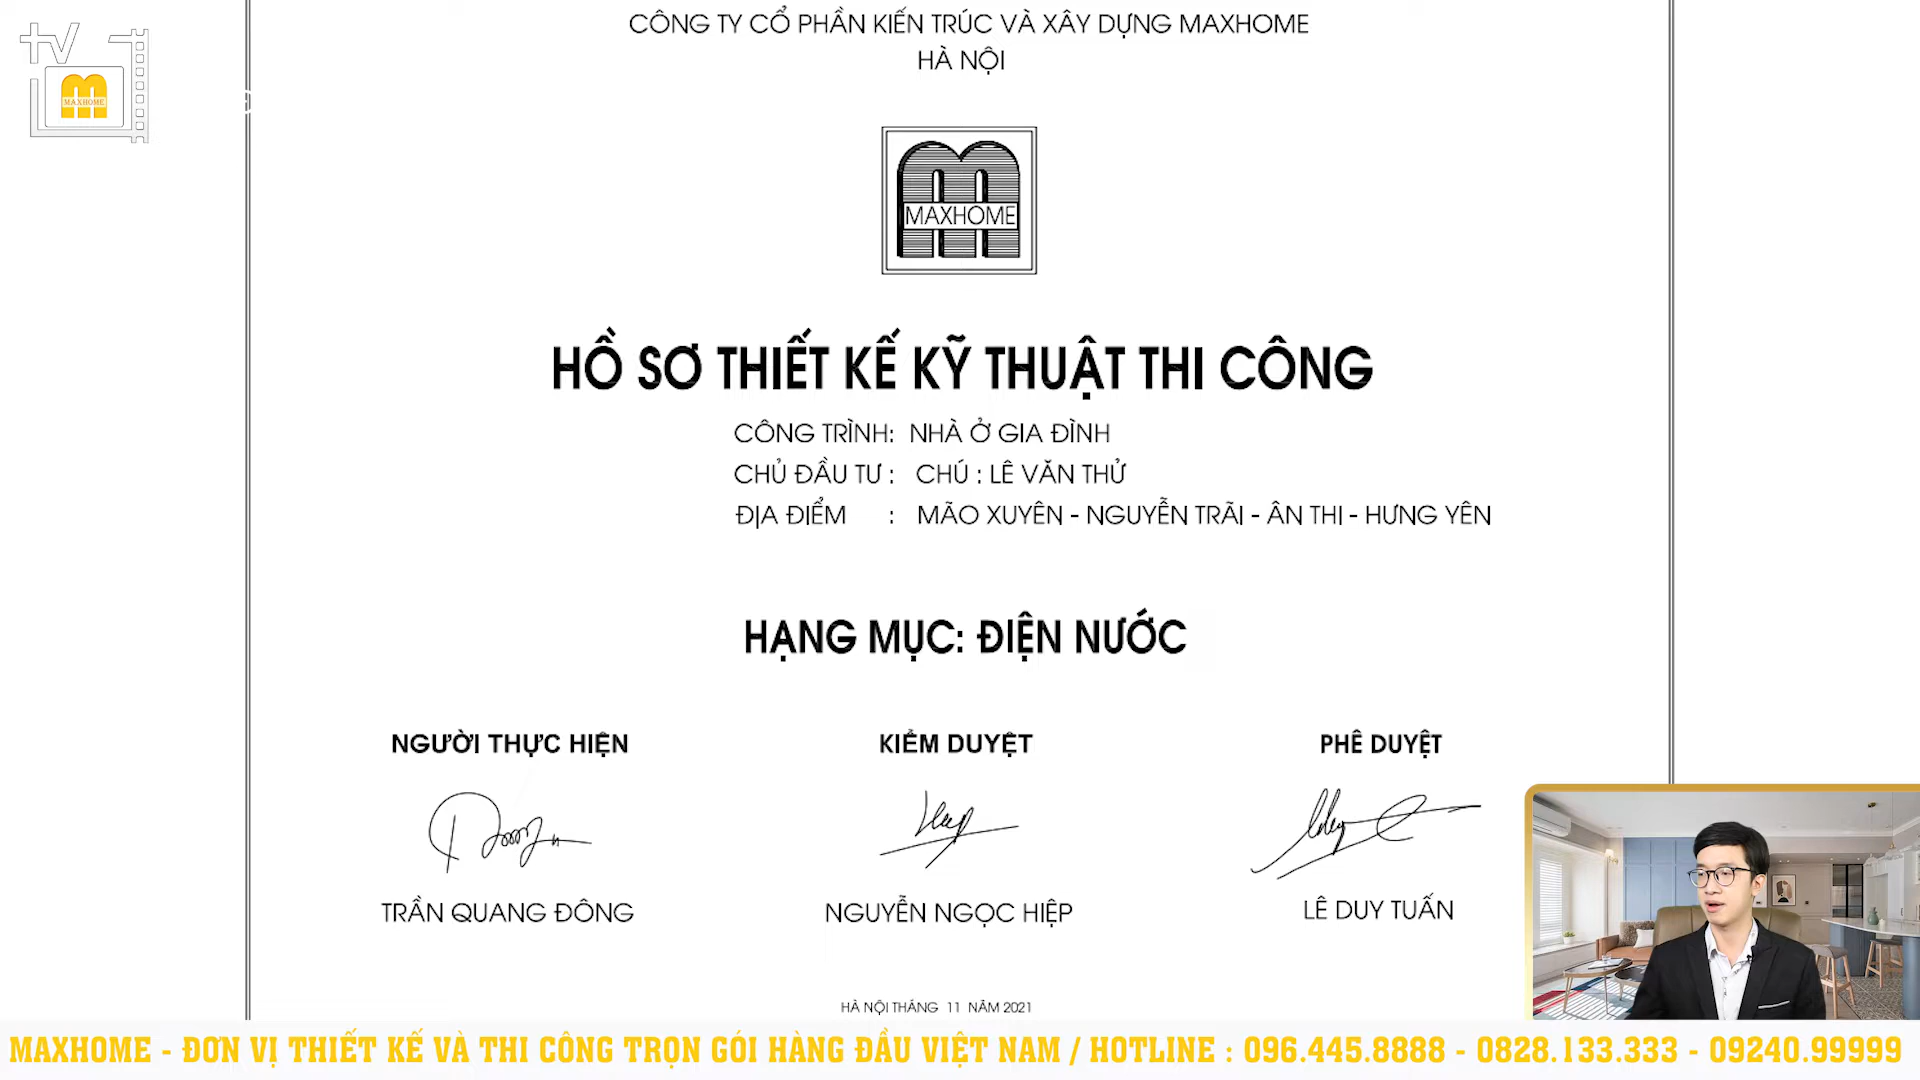 CÔNG TY CỔ PHẦN KIẾN TRÚC VÀ XÂY DỰNG MAXHOME
HÀ NỘI
tv
MAXHOME
MAXHOME
HỒ SƠ THIẾT KẾ KỸ THUẬT THI CÔNG
CÔNG TRÌNH: NHÀ Ở GIA ĐÌNH
CHỦ ĐẦU TƯ : CHÚ : LÊ VĂN THỬ
ĐỊA ĐIỂM : MÃO XUYÊN - NGUYỄN TRÃI - ÂN THI - HƯNG YÊN
HẠNG MỤC: ĐIỆN NƯỚC
NGƯỜI THỰC HIỆN KIỂM DUYỆT PHÊ DUYỆT
TRẦN QUANG ĐÔNG NGUYỄN NGỌC HIỆP LÊ DUY TUẤN
HÀ NỘI THÁNG 11 NĂM 2021
MAXHOME - ĐƠN VỊ THIẾT KẾ VÀ THI CÔNG TRỌN GÓI HÀNG ĐẦU VIỆT NAM / HOTLINE : 096.445.8888 - 0828.133.333 - 09240.99999